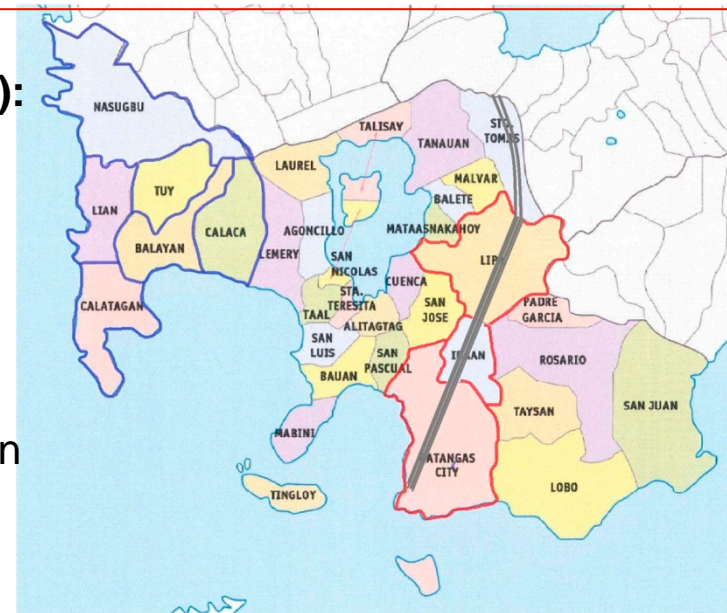 ):
NASUGBU
TALISAY
STO.
TOMAS
TANAUAN
LAUREL
MALVAR
TUY
BALETE
LIAN
AGONCILLO
MATAASNAKAHOY
CALACA
BALAYAN
LEMERY
SAN
NICOLAS
LIP
CUENCA
STA.
TERESITA
CALATAGAN
SAN
JOSE
PADRE
GARCIA
TAAL
ALITAGTAG
SAN
LUIS
SAN
PASCUAL
ROSARIO
BAUAN
TAYSAN
SAN JUAN
MABINI
n
ATANGAS
CITY
LOBO
TINGLOY